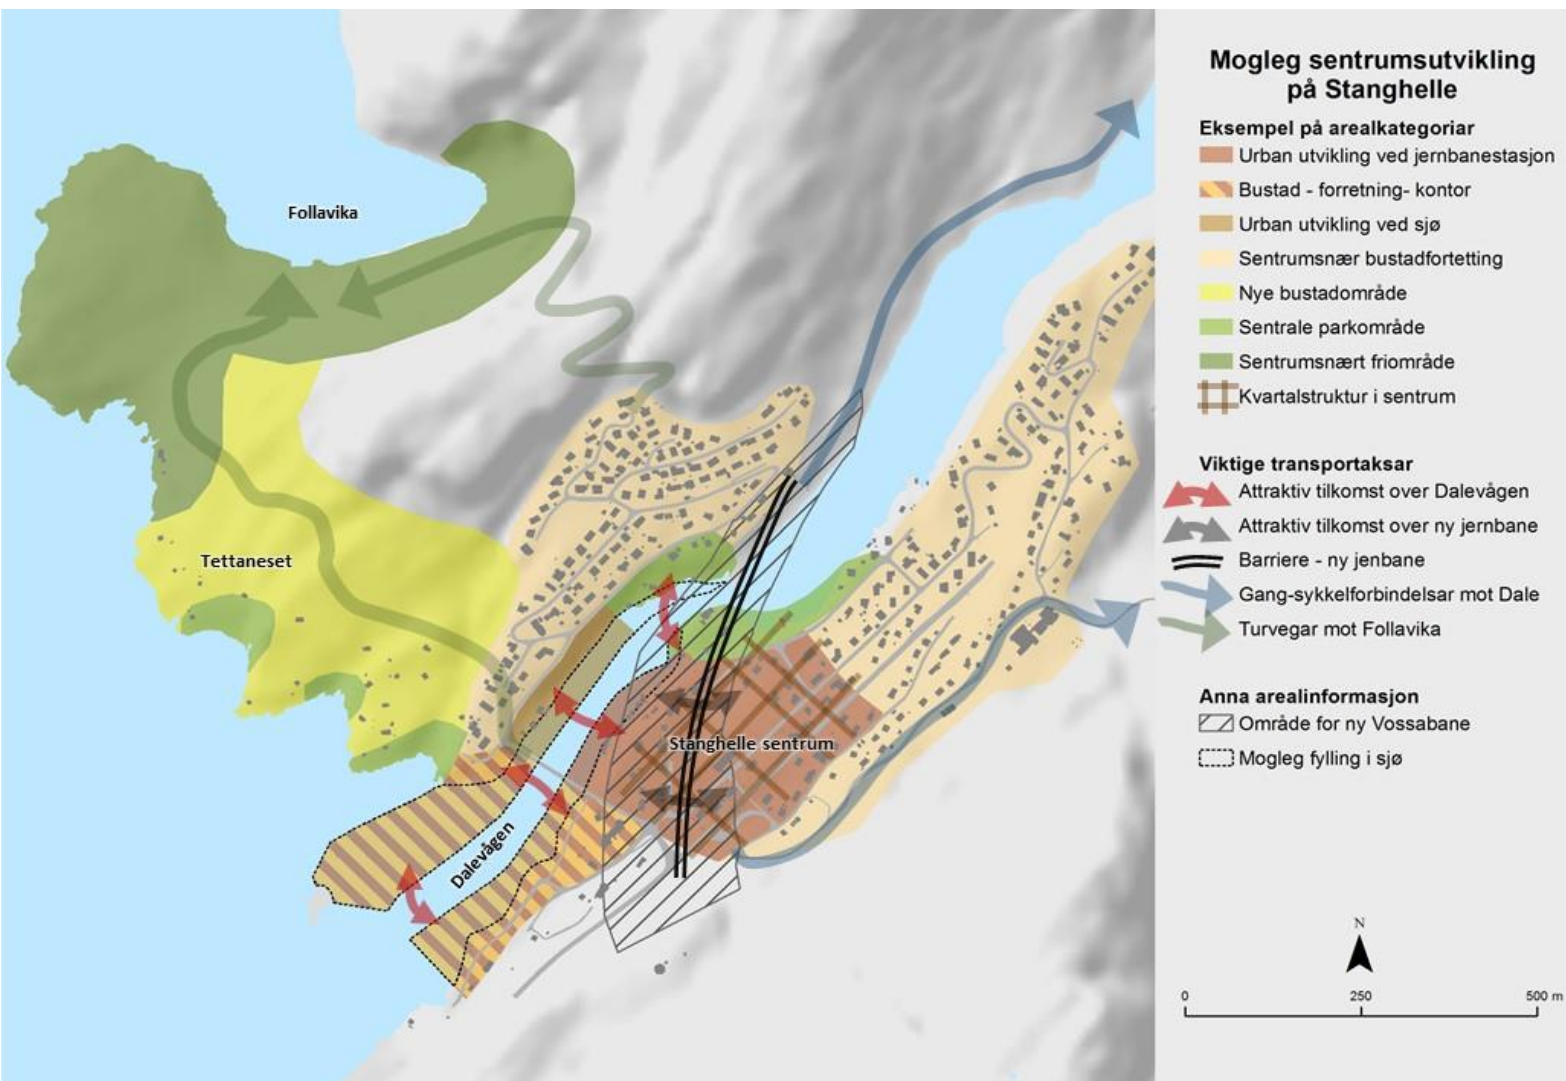 Mogleg sentrumsutvikling
på Stanghelle
Eksempel på arealkategoriar
Urban utvikling ved jernbanestasjon
Bustad - forretning- kontor
Urban utvikling ved sjø
Sentrumsnær bustadfortetting
Nye bustadområde
Sentrale parkområde
Sentrumsnært friområde
Kvartalstruktur i sentrum
Viktige transportaksar
Attraktiv tilkomst over Dalevågen
Attraktiv tilkomst over ny jernbane
Barriere - ny jenbane
Gang-sykkelforbindelsar mot Dale
Turvegar mot Follavika
Anna arealinformasjon
Område for ny Vossabane
Mogleg fylling i sjø
N
0 250 500 m
Follavika
Tettaneset
Stanghelle sentrum
Dalevågen